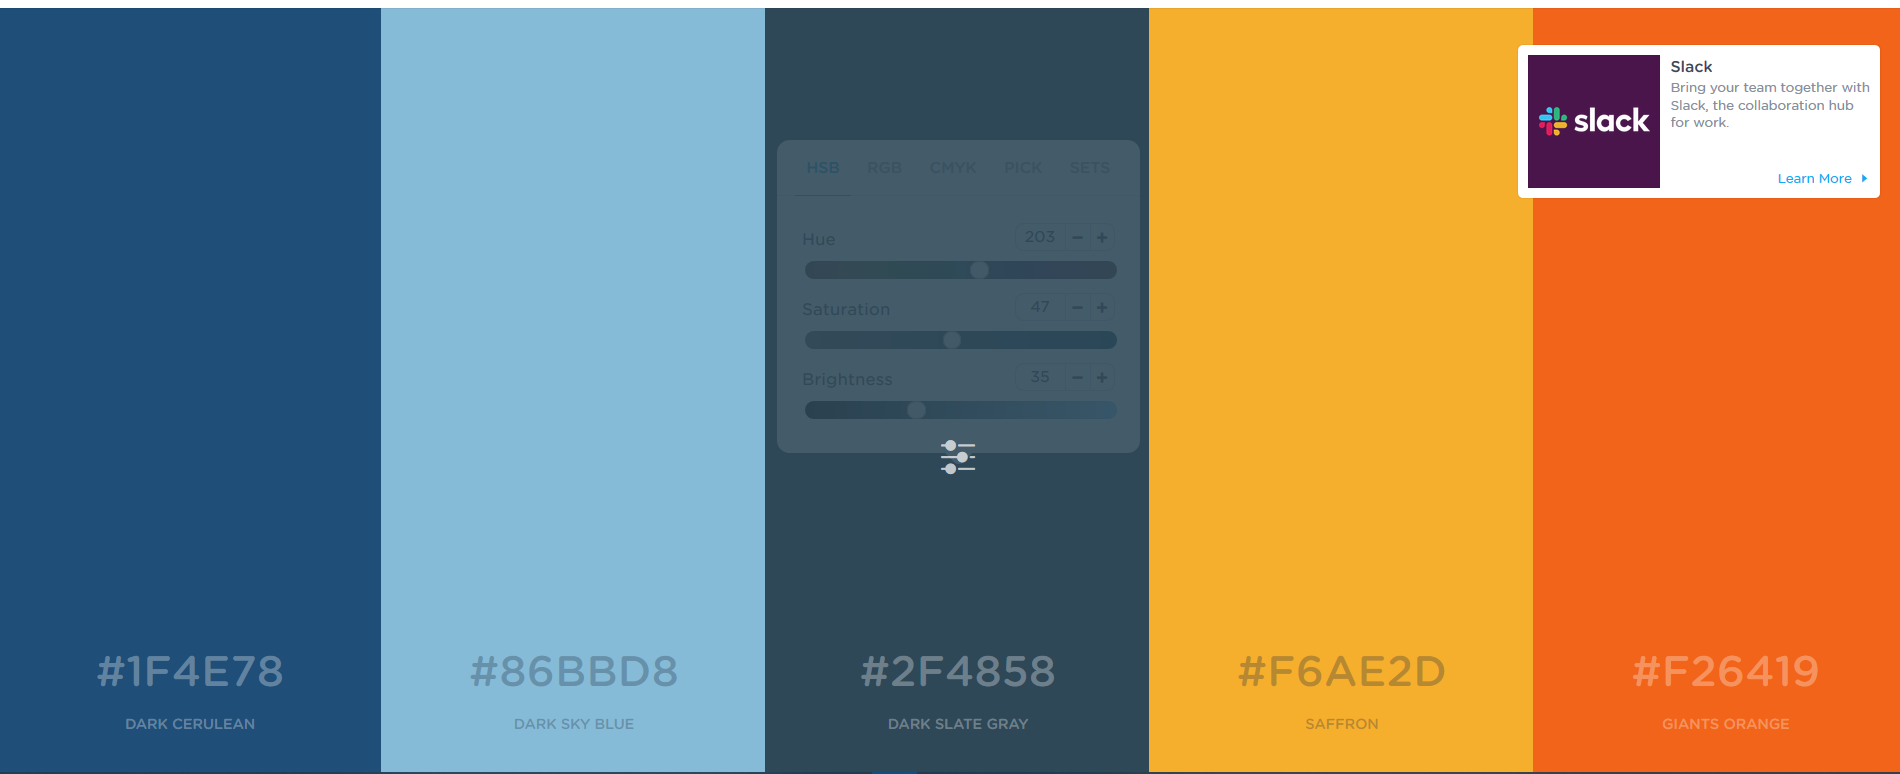 Slack
Bring your team together with
Slack, the collaboration hub
for work.
slack
Learn More
HSB RGB CMYK PICK SETS
Hue 203 − +
Saturation 47 − +
Brightness 35 − +
#1F4E78 #86BBD8 #2F4858 #F6AE2D #F26419
DARK CERULEAN DARK SKY BLUE DARK SLATE GRAY SAFFRON GIANTS ORANGE